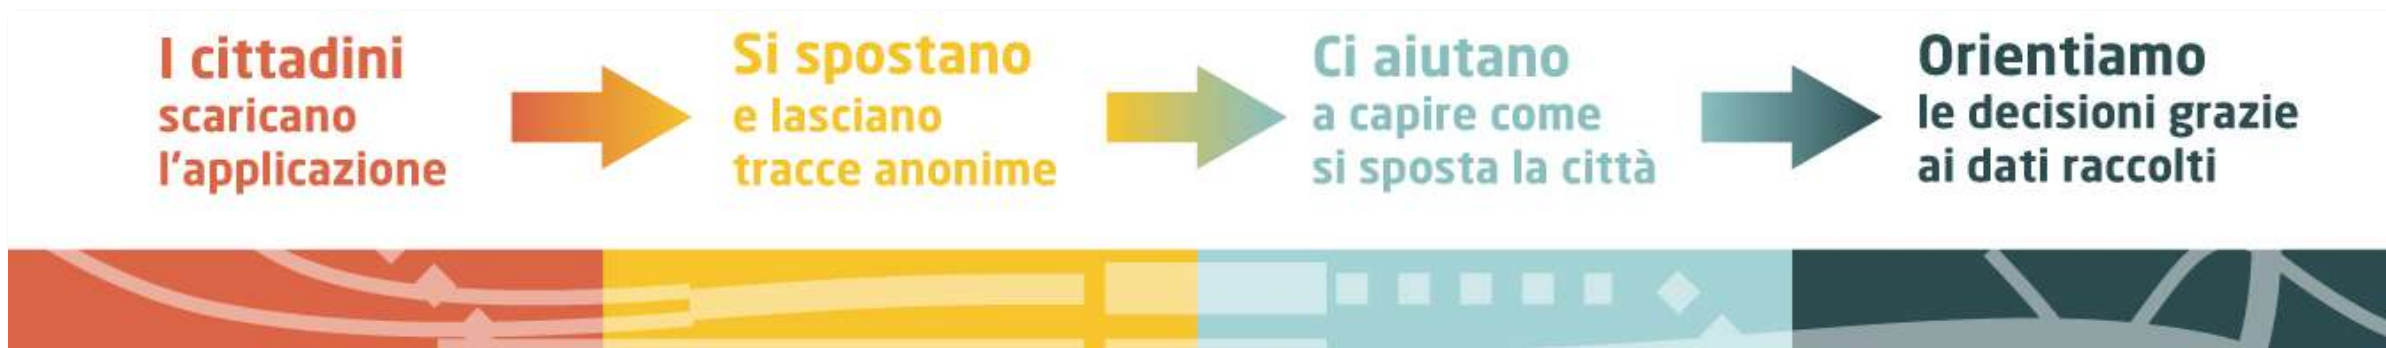 I cittadini
scaricano
l'applicazione
Si spostano
e lasciano
tracce anonime
Ci aiutano
a capire come
si sposta la città
Orientiamo
le decisioni grazie
ai dati raccolti